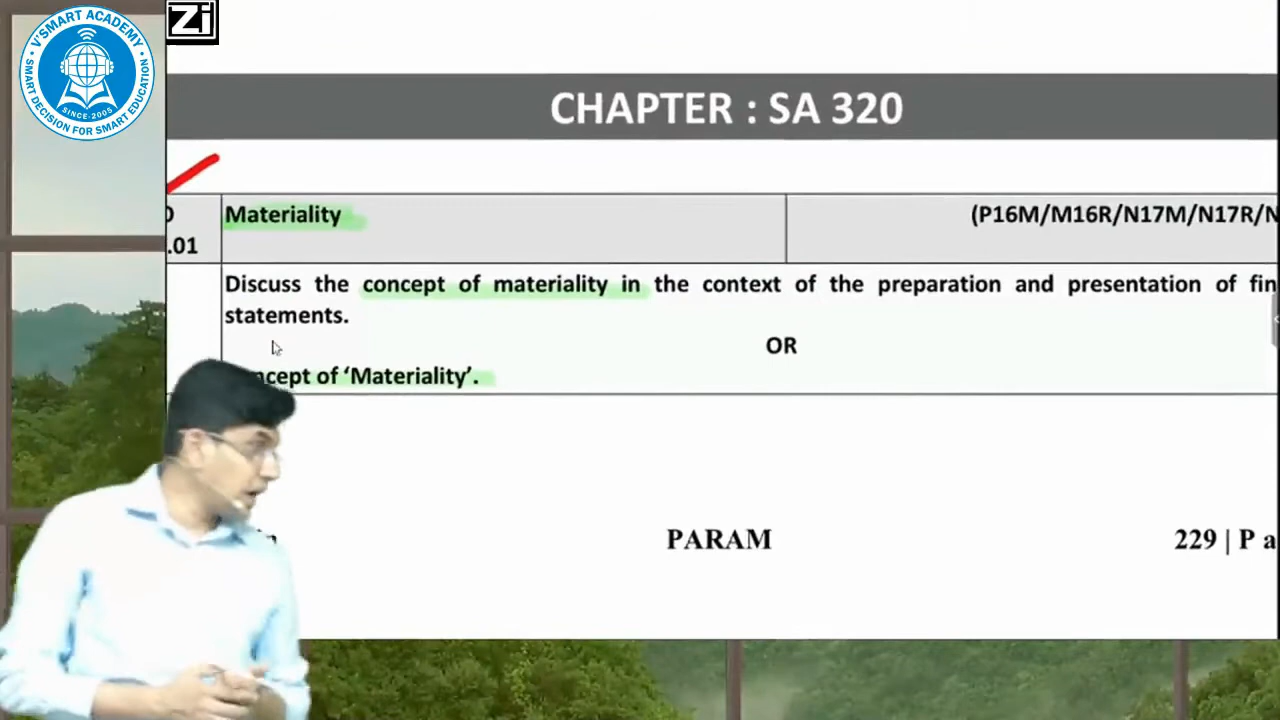 V'SMART ACADEMY
SINCE-2005
SMART DECISION FOR SMART EDUCATION
Zi
CHAPTER : SA 320
Materiality
(P16M/M16R/N17M/N17R/N
.01
Discuss the concept of materiality in the context of the preparation and presentation of fin
statements.
OR
ncept of ‘Materiality’.
PARAM
229 | P a